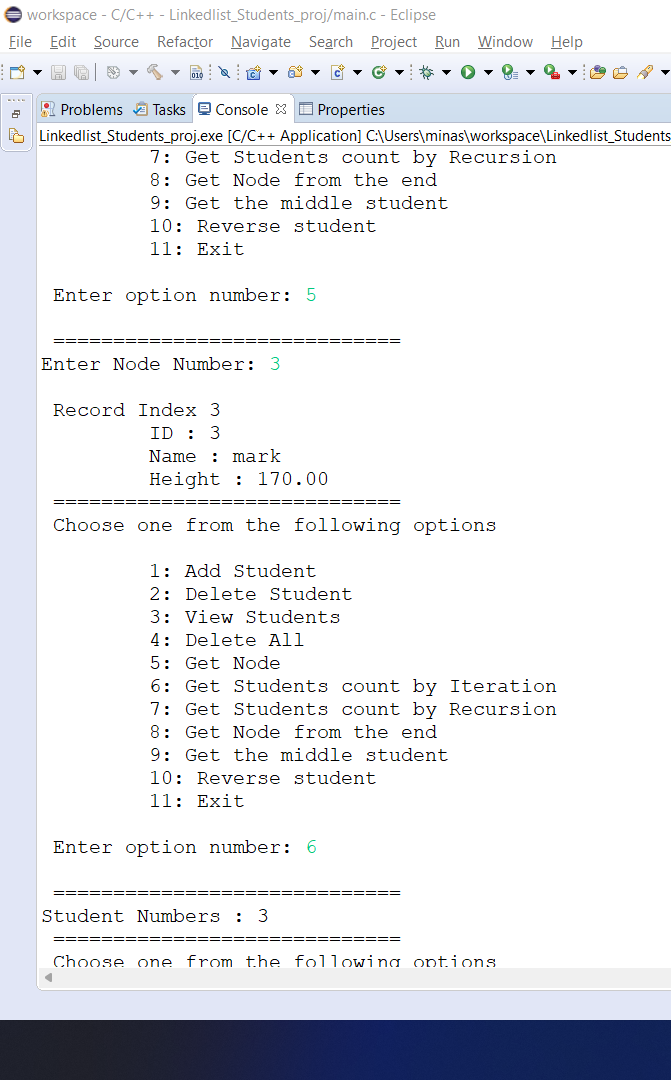 workspace - C/C++ - Linkedlist_Students_proj/main.c - Eclipse
File Edit Source Refactor Navigate Search Project Run Window Help
010
Problems Tasks Console Properties
Linkedlist_Students_proj.exe [C/C++ Application] C:\Users\minas\workspace\Linkedlist_Students
7: Get Students count by Recursion
8: Get Node from the end
9: Get the middle student
10: Reverse student
11: Exit
Enter option number: 5
=============================
Enter Node Number: 3
Record Index 3
ID : 3
Name : mark
Height : 170.00
=============================
Choose one from the following options
1: Add Student
2: Delete Student
3: View Students
4: Delete All
5: Get Node
6: Get Students count by Iteration
7: Get Students count by Recursion
8: Get Node from the end
9: Get the middle student
10: Reverse student
11: Exit
Enter option number: 6
=============================
Student Numbers : 3
=============================
Choose one from the following options